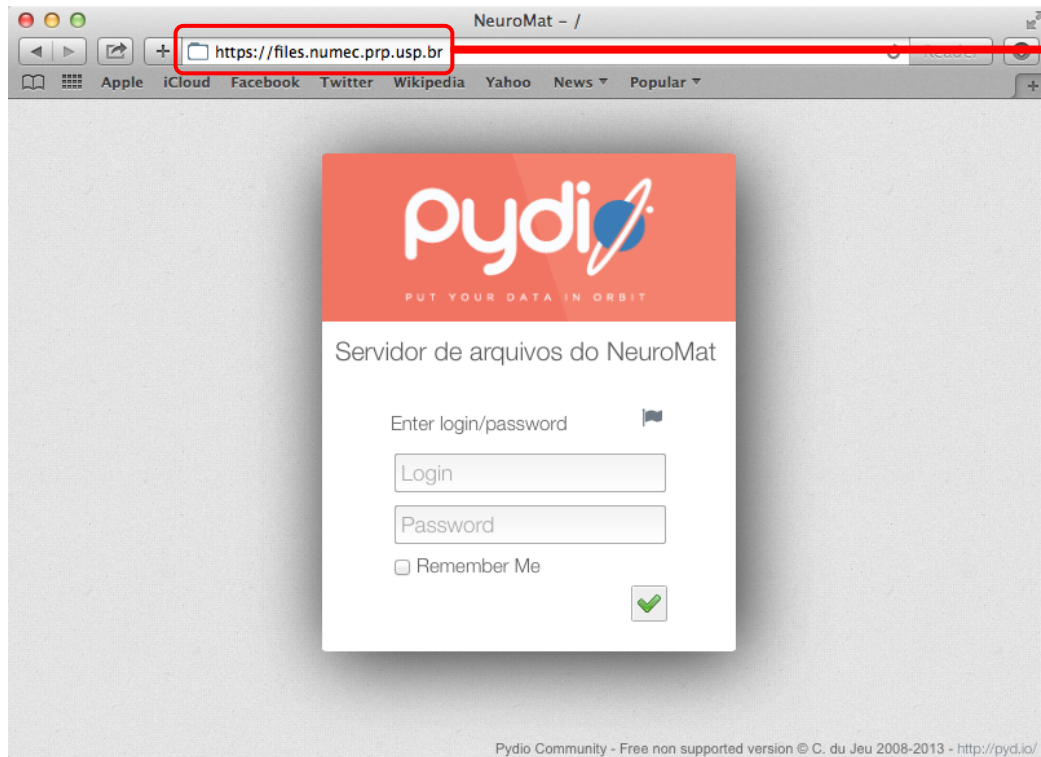 NeuroMat – /
https://files.numec.prp.usp.br
Reader
Apple iCloud Facebook Twitter Wikipedia Yahoo News Popular
pydio
PUT YOUR DATA IN ORBIT
Servidor de arquivos do NeuroMat
Enter login/password
Login
Password
Remember Me
Pydio Community - Free non supported version © C. du Jeu 2008-2013 - http://pyd.io/